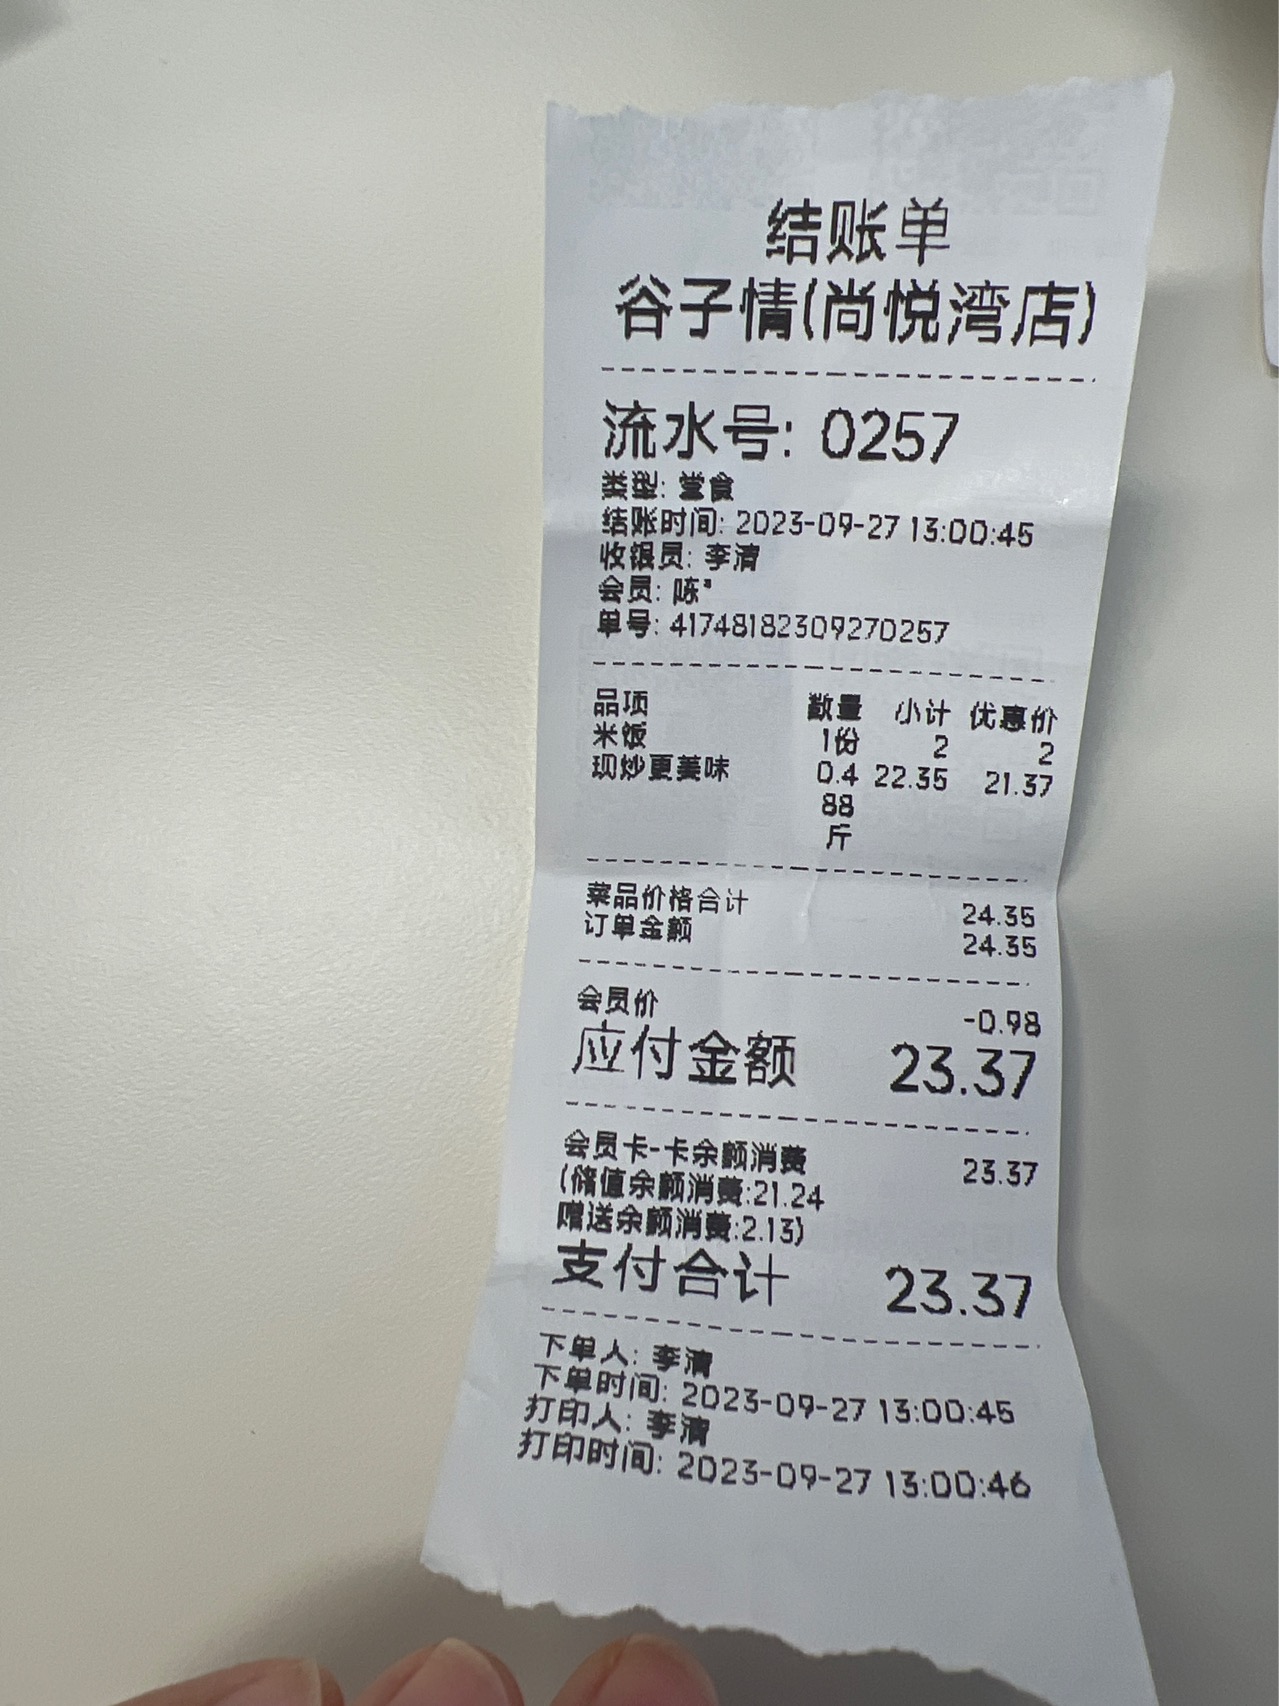 结账单
谷子情(尚悦湾店)
流水号: 0257
类型: 堂食
结账时间: 2023-09-27 13:00:45
收银员: 李清
会员: 陈*
单号: 41748182309270257
品项 数量 小计 优惠价
米饭 1份 2 2
现炒更美味 0.4 22.35 21.37
88
斤
菜品价格合计 24.35
订单金额 24.35
会员价 -0.98
应付金额 23.37
会员卡-卡余额消费 23.37
(储值余额消费:21.24
赠送余额消费:2.13)
支付合计 23.37
下单人: 李清
下单时间: 2023-09-27 13:00:45
打印人: 李清
打印时间: 2023-09-27 13:00:46